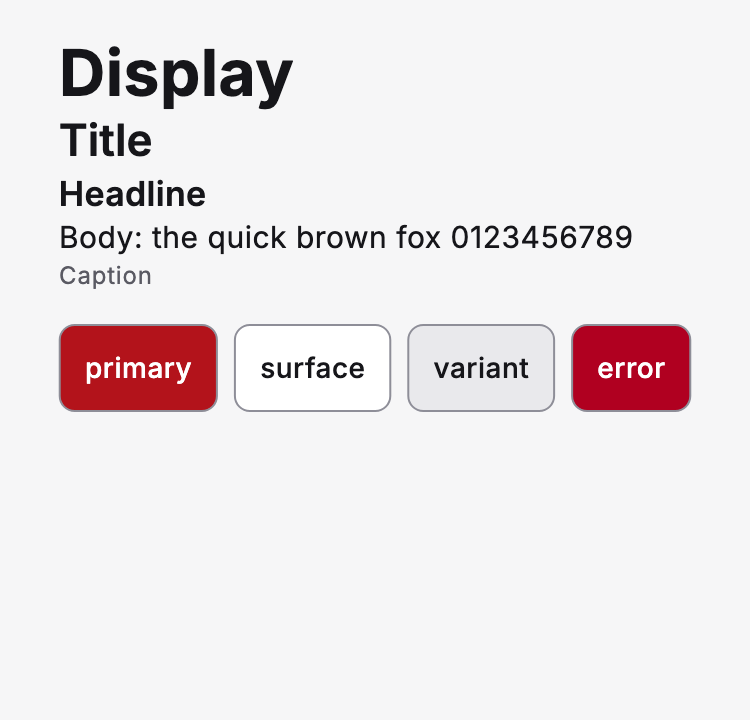 Display
Title
Headline
Body: the quick brown fox 0123456789
Caption
primary surface variant error